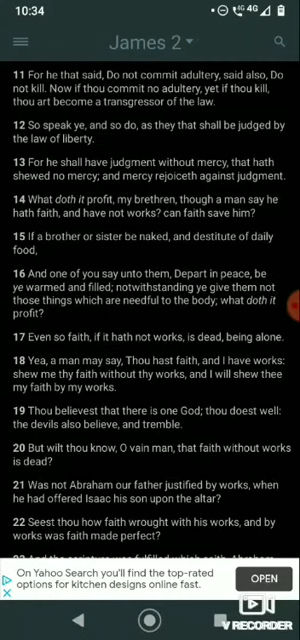 10:34
4G 4G
James 2
11 For he that said, Do not commit adultery, said also, Do
not kill. Now if thou commit no adultery, yet if thou kill,
thou art become a transgressor of the law.
12 So speak ye, and so do, as they that shall be judged by
the law of liberty.
13 For he shall have judgment without mercy, that hath
shewed no mercy; and mercy rejoiceth against judgment.
14 What doth it profit, my brethren, though a man say he
hath faith, and have not works? can faith save him?
15 If a brother or sister be naked, and destitute of daily
food,
16 And one of you say unto them, Depart in peace, be
ye warmed and filled; notwithstanding ye give them not
those things which are needful to the body; what doth it
profit?
17 Even so faith, if it hath not works, is dead, being alone.
18 Yea, a man may say, Thou hast faith, and I have works:
shew me thy faith without thy works, and I will shew thee
my faith by my works.
19 Thou believest that there is one God; thou doest well:
the devils also believe, and tremble.
20 But wilt thou know, O vain man, that faith without works
is dead?
21 Was not Abraham our father justified by works, when
he had offered Isaac his son upon the altar?
22 Seest thou how faith wrought with his works, and by
works was faith made perfect?
23 And the scripture was fulfilled which saith, Abraham
On Yahoo Search you'll find the top-rated
options for kitchen designs online fast.
OPEN
V RECORDER